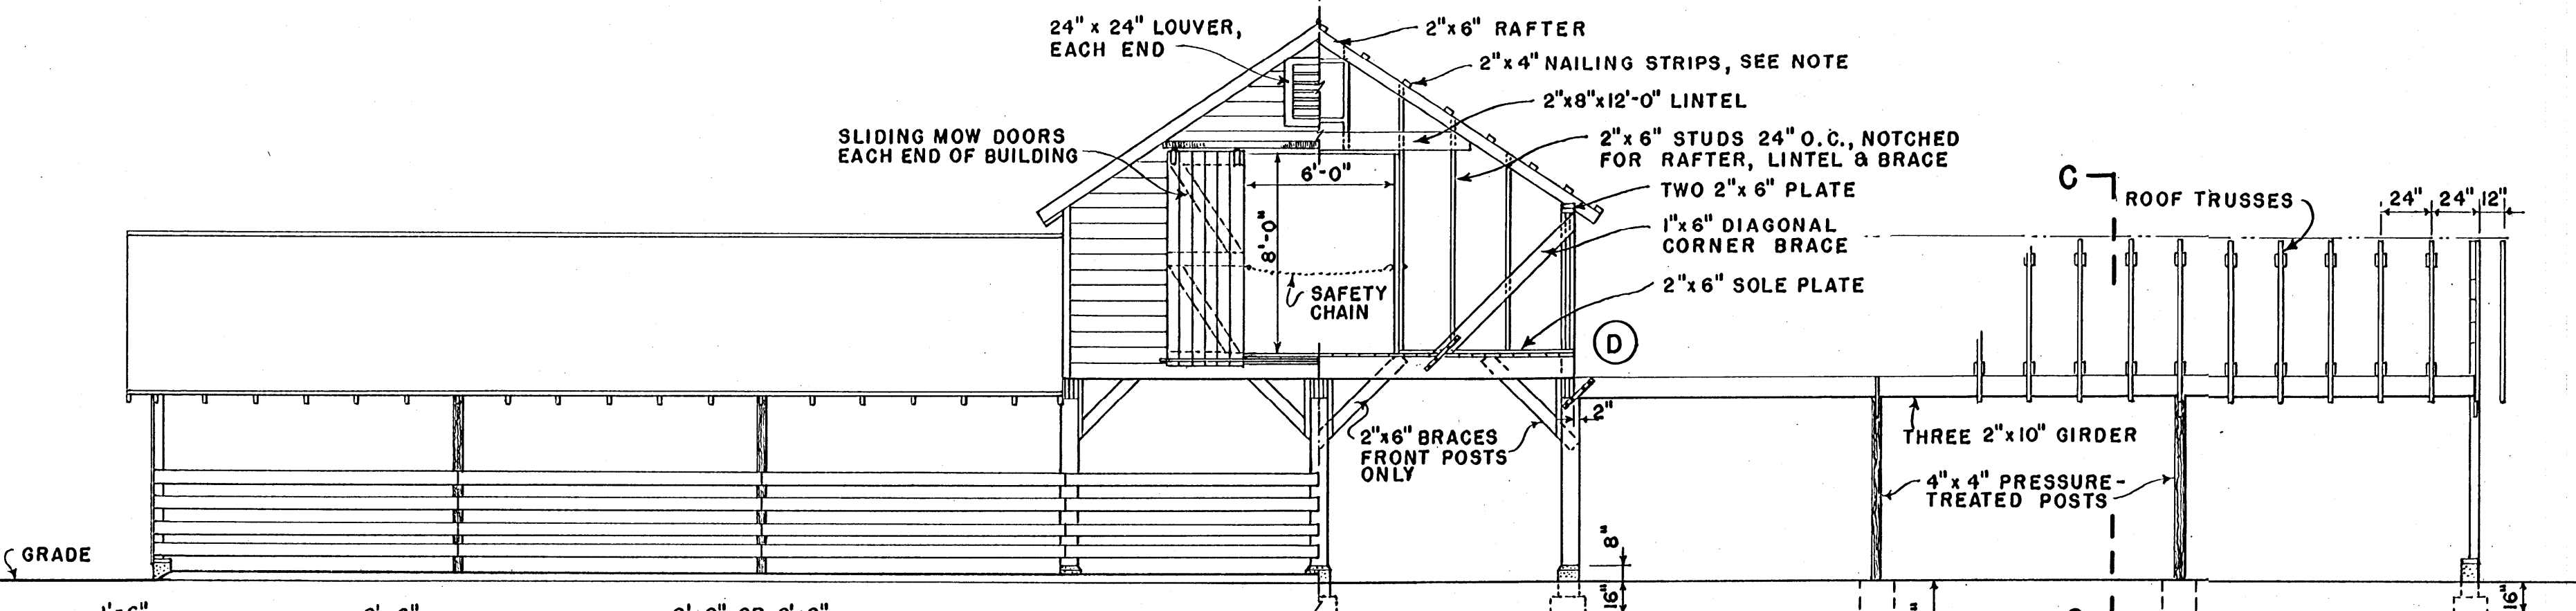 24" x 24" LOUVER,
EACH END
2"x 6" RAFTER
2"x 4" NAILING STRIPS, SEE NOTE
2"x8"x12'-0" LINTEL
SLIDING MOW DOORS
EACH END OF BUILDING
2"x 6" STUDS 24" O.C., NOTCHED
FOR RAFTER, LINTEL & BRACE
6'-0"
TWO 2"x 6" PLATE
C
ROOF TRUSSES
24" 24" 12"
1"x 6" DIAGONAL
CORNER BRACE
8'-0"
SAFETY
CHAIN
2"x 6" SOLE PLATE
D
2"
2"x6" BRACES
FRONT POSTS
ONLY
THREE 2"x 10" GIRDER
4"x 4" PRESSURE-
TREATED POSTS
8"
GRADE
16"
16"